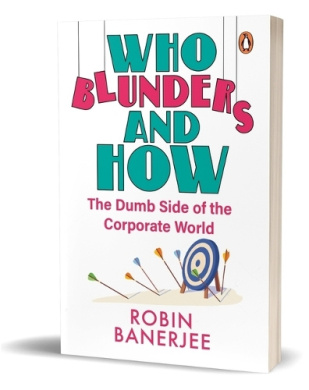 WHO
BLUNDERS
AND
HOW
The Dumb Side of the
Corporate World
ROBIN
BANERJEE